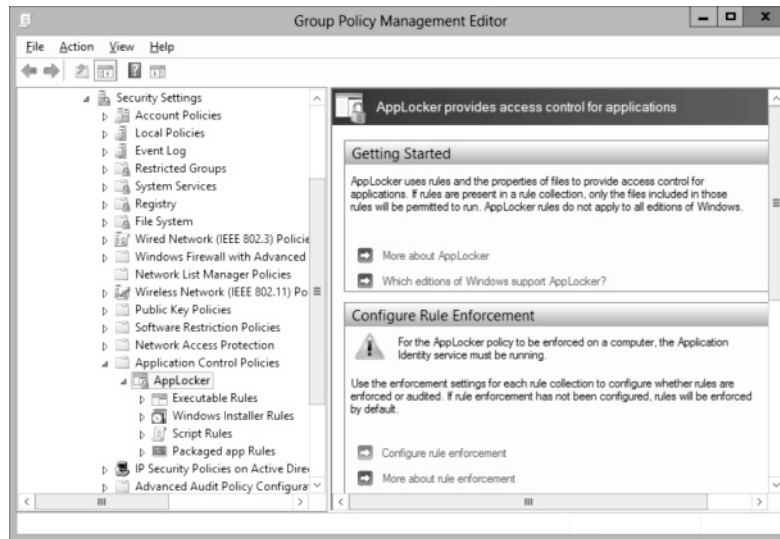 Group Policy Management Editor
File Action View Help
Security Settings
Account Policies
Local Policies
Event Log
Restricted Groups
System Services
Registry
File System
Wired Network (IEEE 802.3) Policie
Windows Firewall with Advanced
Network List Manager Policies
Wireless Network (IEEE 802.11) Po
Public Key Policies
Software Restriction Policies
Network Access Protection
Application Control Policies
AppLocker
Executable Rules
Windows Installer Rules
Script Rules
Packaged app Rules
IP Security Policies on Active Dire
Advanced Audit Policy Configura
AppLocker provides access control for applications
Getting Started
AppLocker uses rules and the properties of files to provide access control for
applications. If rules are present in a rule collection, only the files included in those
rules will be permitted to run. AppLocker rules do not apply to all editions of Windows.
More about AppLocker
Which editions of Windows support AppLocker?
Configure Rule Enforcement
For the AppLocker policy to be enforced on a computer, the Application
Identity service must be running.
Use the enforcement settings for each rule collection to configure whether rules are
enforced or audited. If rule enforcement has not been configured, rules will be enforced
by default.
Configure rule enforcement
More about rule enforcement